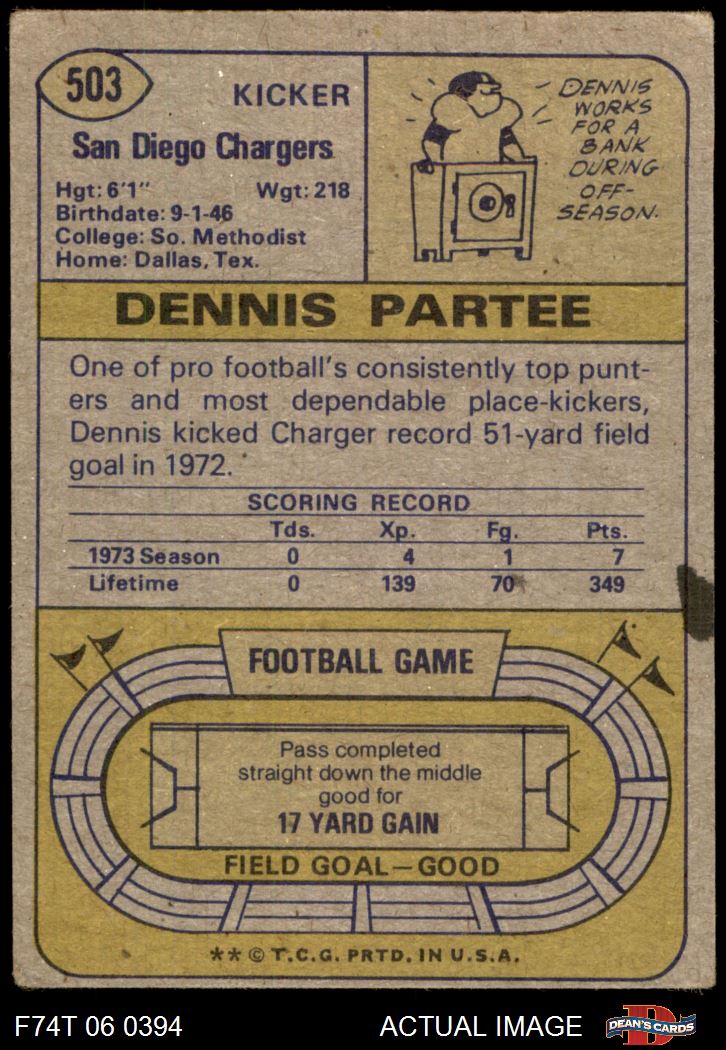 503
KICKER
San Diego Chargers
Hgt: 6'1" Wgt: 218
Birthdate: 9-1-46
College: So. Methodist
Home: Dallas, Tex.
DENNIS
WORKS
FOR A
BANK
DURING
OFF-
SEASON.
DENNIS PARTEE
One of pro football's consistently top punt-
ers and most dependable place-kickers,
Dennis kicked Charger record 51-yard field
goal in 1972.
SCORING RECORD
Tds. Xp. Fg. Pts.
1973 Season 0 4 1 7
Lifetime 0 139 70 349
FOOTBALL GAME
Pass completed
straight down the middle
good for
17 YARD GAIN
FIELD GOAL—GOOD
** © T.C.G. PRTD. IN U.S.A.
F74T 06 0394 ACTUAL IMAGE
DEAN'S CARDS